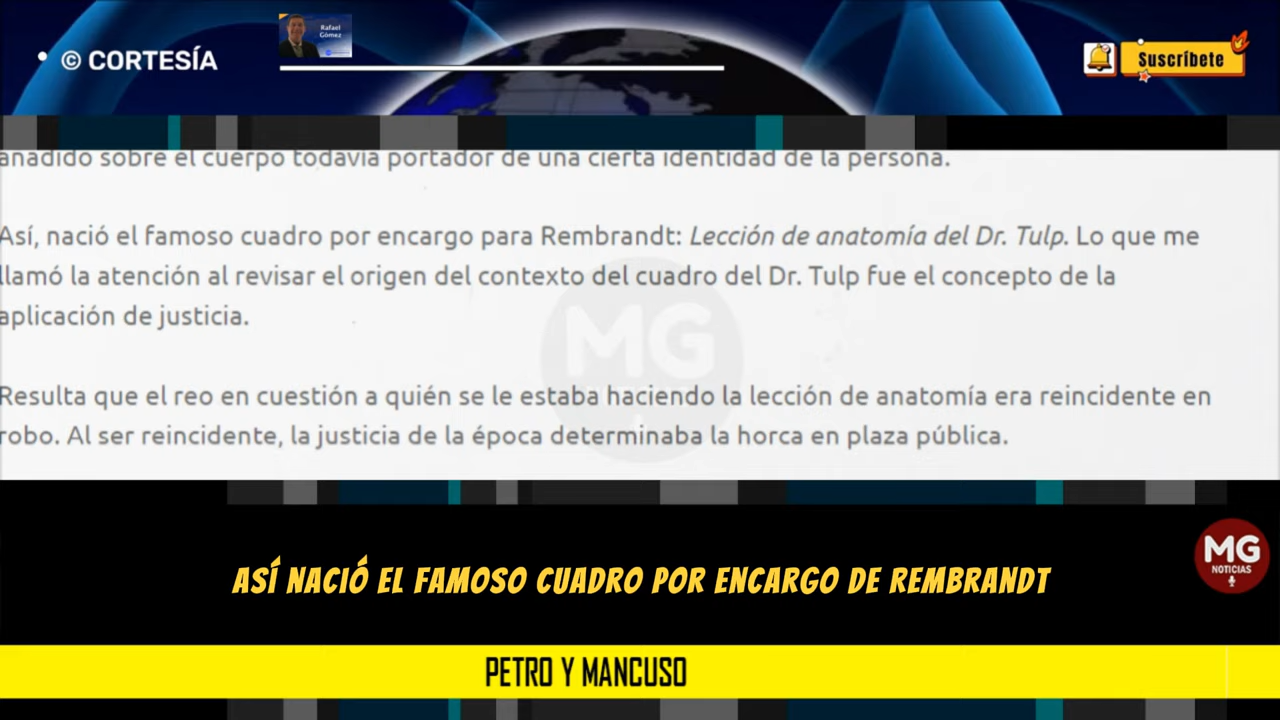 © CORTESÍA
Rafael
Gómez
Suscríbete
añadido sobre el cuerpo todavía portador de una cierta identidad de la persona.
Así, nació el famoso cuadro por encargo para Rembrandt: Lección de anatomía del Dr. Tulp. Lo que me
llamó la atención al revisar el origen del contexto del cuadro del Dr. Tulp fue el concepto de la
aplicación de justicia.
MG
Resulta que el reo en cuestión a quién se le estaba haciendo la lección de anatomía era reincidente en
robo. Al ser reincidente, la justicia de la época determinaba la horca en plaza pública.
MG
NOTICIAS
ASÍ NACIÓ EL FAMOSO CUADRO POR ENCARGO DE REMBRANDT
PETRO Y MANCUSO